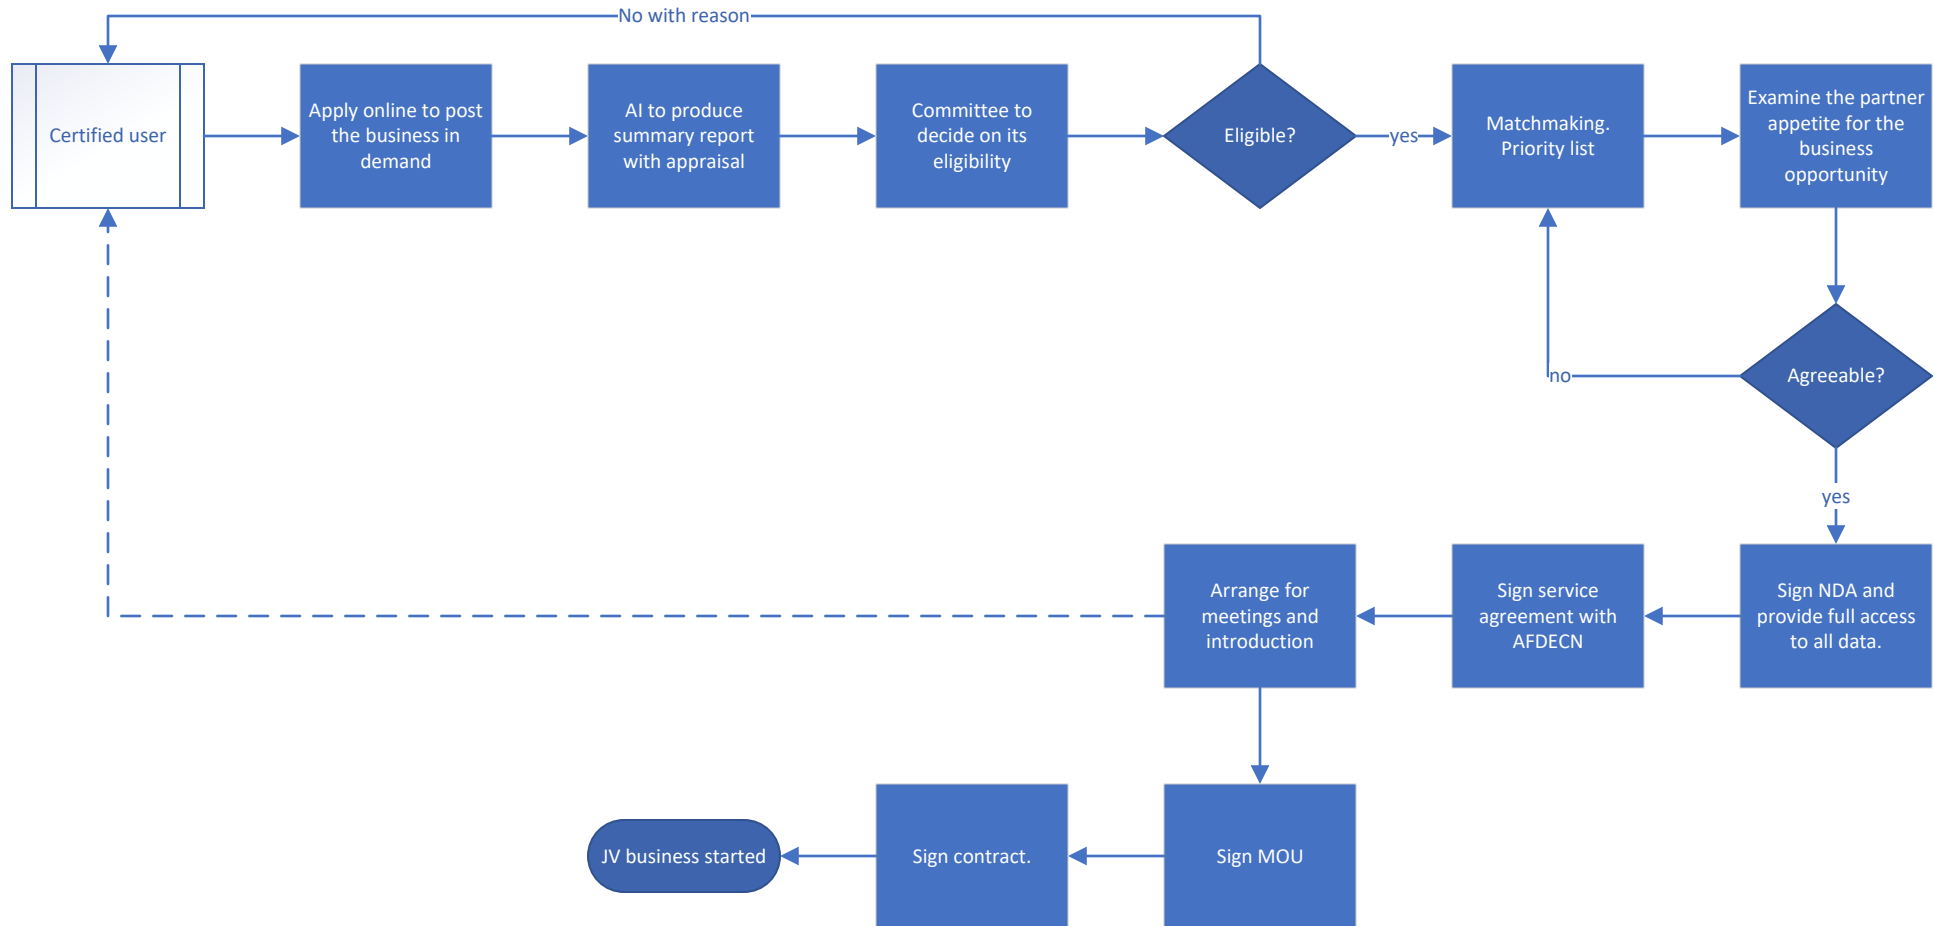 No with reason
Certified user
Apply online to post
the business in
demand
AI to produce
summary report
with appraisal
Committee to
decide on its
eligibility
Eligible?
yes
Matchmaking.
Priority list
Examine the partner
appetite for the
business
opportunity
Agreeable?
no
yes
Sign NDA and
provide full access
to all data.
Sign service
agreement with
AFDECN
Arrange for
meetings and
introduction
Sign MOU
Sign contract.
JV business started